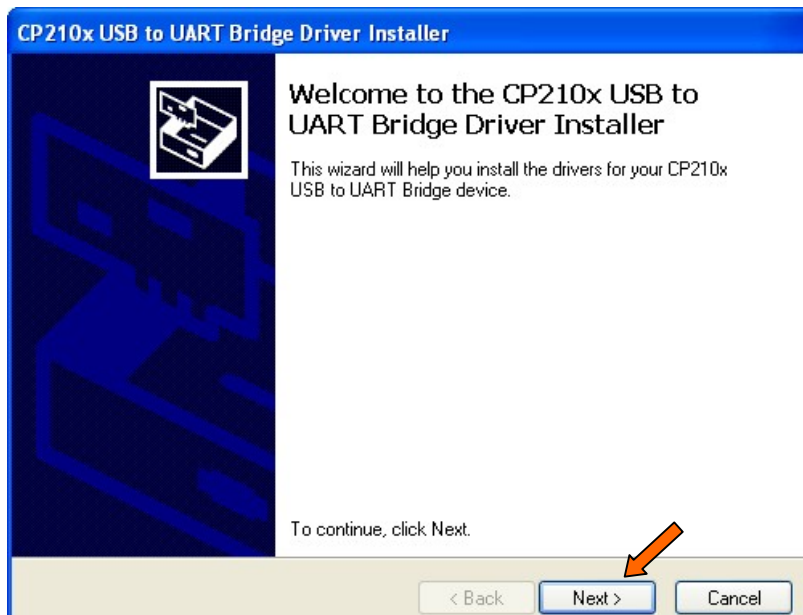 CP210x USB to UART Bridge Driver Installer
Welcome to the CP210x USB to
UART Bridge Driver Installer
This wizard will help you install the drivers for your CP210x
USB to UART Bridge device.
To continue, click Next.
< Back Next > Cancel